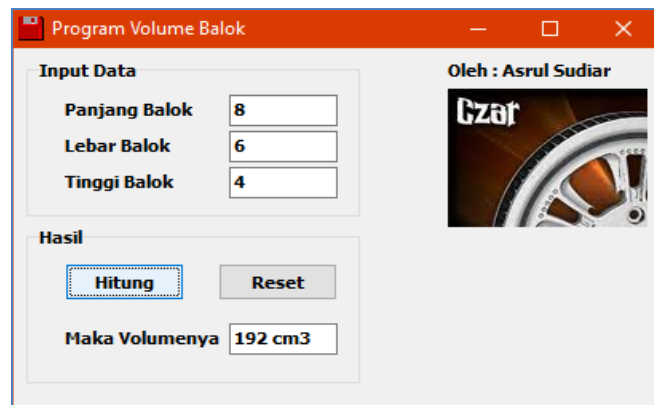 Program Volume Balok
Input Data
Panjang Balok 8
Lebar Balok 6
Tinggi Balok 4
Hasil
Hitung Reset
Maka Volumenya 192 cm3
Oleh : Asrul Sudiar
Czar